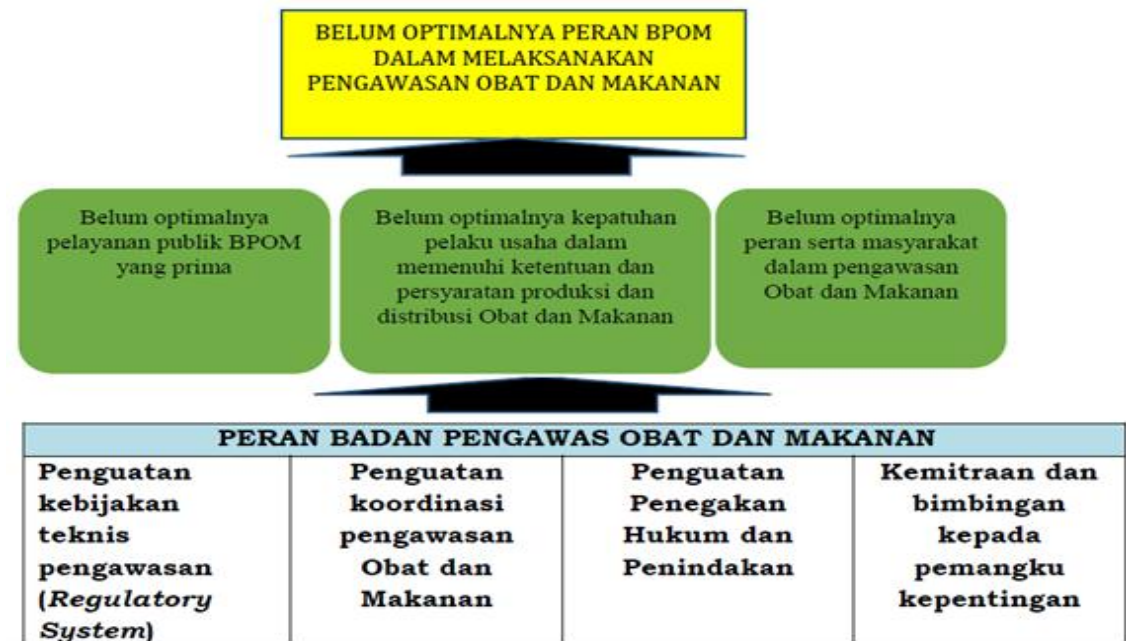 BELUM OPTIMALNYA PERAN BPOM
DALAM MELAKSANAKAN
PENGAWASAN OBAT DAN MAKANAN
Belum optimalnya
pelayanan publik BPOM
yang prima
Belum optimalnya kepatuhan
pelaku usaha dalam
memenuhi ketentuan dan
persyaratan produksi dan
distribusi Obat dan Makanan
Belum optimalnya
peran serta masyarakat
dalam pengawasan
Obat dan Makanan
PERAN BADAN PENGAWAS OBAT DAN MAKANAN
Penguatan
kebijakan
teknis
pengawasan
(Regulatory
System)
Penguatan
koordinasi
pengawasan
Obat dan
Makanan
Penguatan
Penegakan
Hukum dan
Penindakan
Kemitraan dan
bimbingan
kepada
pemangku
kepentingan